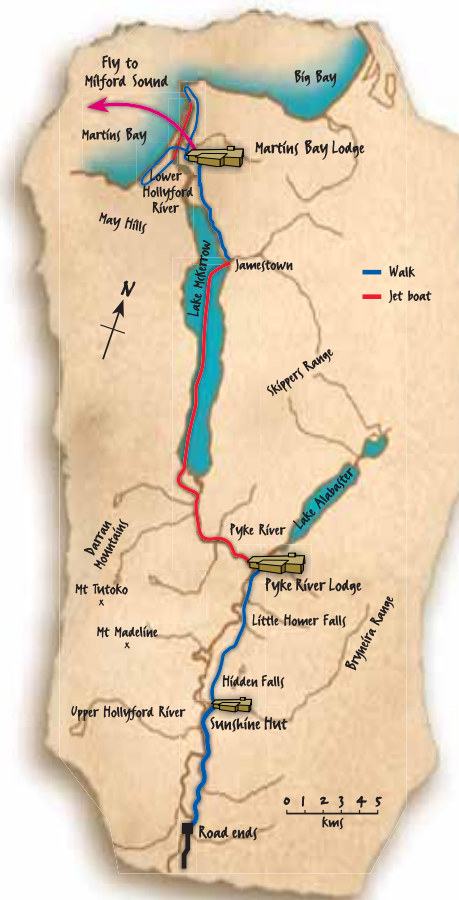 Fly to
Milford Sound
Big Bay
Martins Bay
Martins Bay Lodge
Lower
Hollyford
River
May Hills
Lake McKerrow
Jamestown
Walk
Jet boat
N
Skippers Range
Lake Alabaster
Pyke River
Darran
Mountains
Pyke River Lodge
Mt Tutoko
x
Little Homer Falls
Mt Madeline
x
Bryneira Range
Hidden Falls
Upper Hollyford River
Sunshine Hut
0 1 2 3 4 5
kms
Road ends